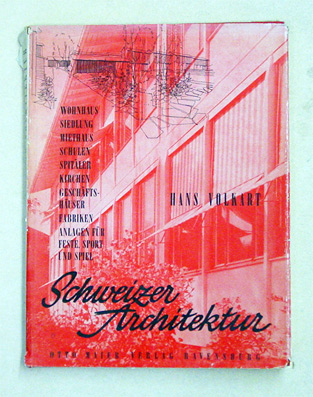 WOHNHAUS
SIEDLUNG
MIETHAUS
SCHULEN
SPITÄLER
KIRCHEN
GESCHÄFTS-
HÄUSER
FABRIKEN
ANLAGEN FÜR
FESTE, SPORT
UND SPIEL
HANS VOLKART
Schweizer
Architektur
OTTO MAIER VERLAG RAVENSBURG